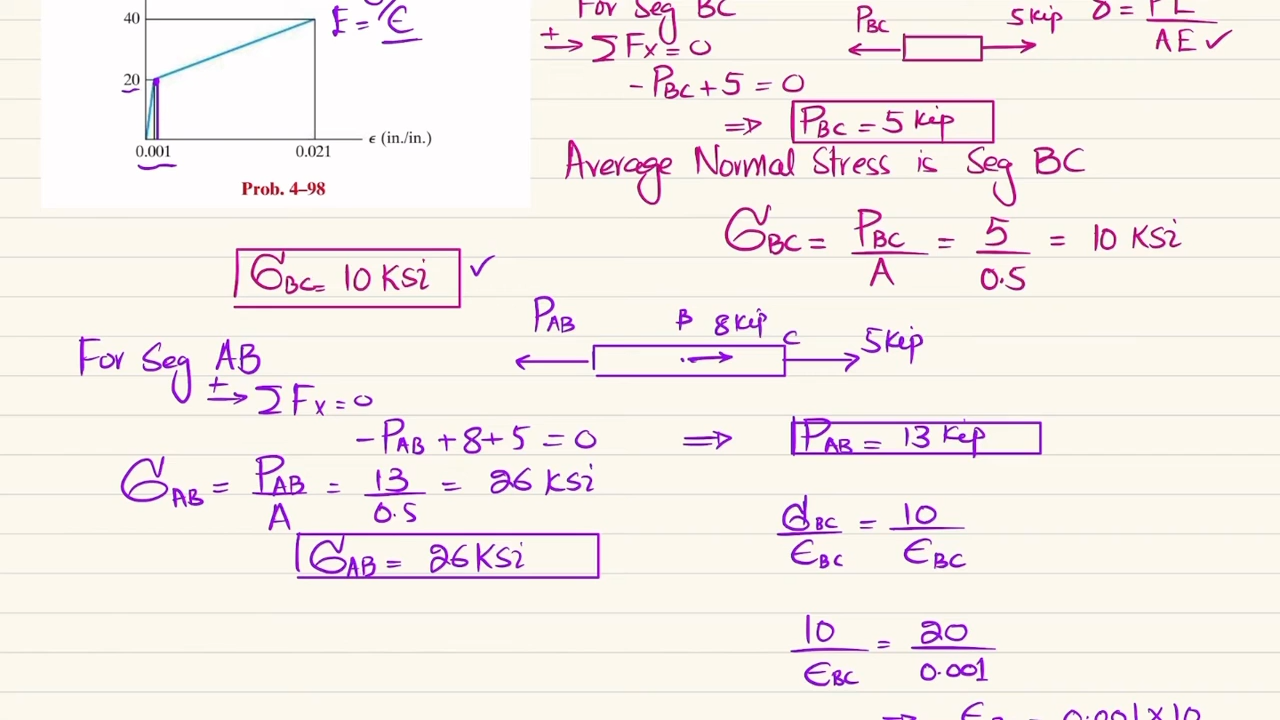 40
E = σ/ε
20
ε (in./in.)
0.001
0.021
Prob. 4–98
For Seg BC
+→ ΣFx = 0
-PBC + 5 = 0
⇒ PBC = 5 Kip
PBC
5 Kip
δ = PL/AE ✓
Average Normal Stress is Seg BC
σBC = PBC/A = 5/0.5 = 10 KSi
σBC = 10 KSi ✓
For Seg AB
+→ ΣFx = 0
PAB
B 8 Kip
C
5 Kip
-PAB + 8 + 5 = 0 ⇒ PAB = 13 Kip
σAB = PAB/A = 13/0.5 = 26 KSi
σAB = 26 KSi
σBC/εBC = 10/εBC
10/εBC = 20/0.001
0.001 × 10